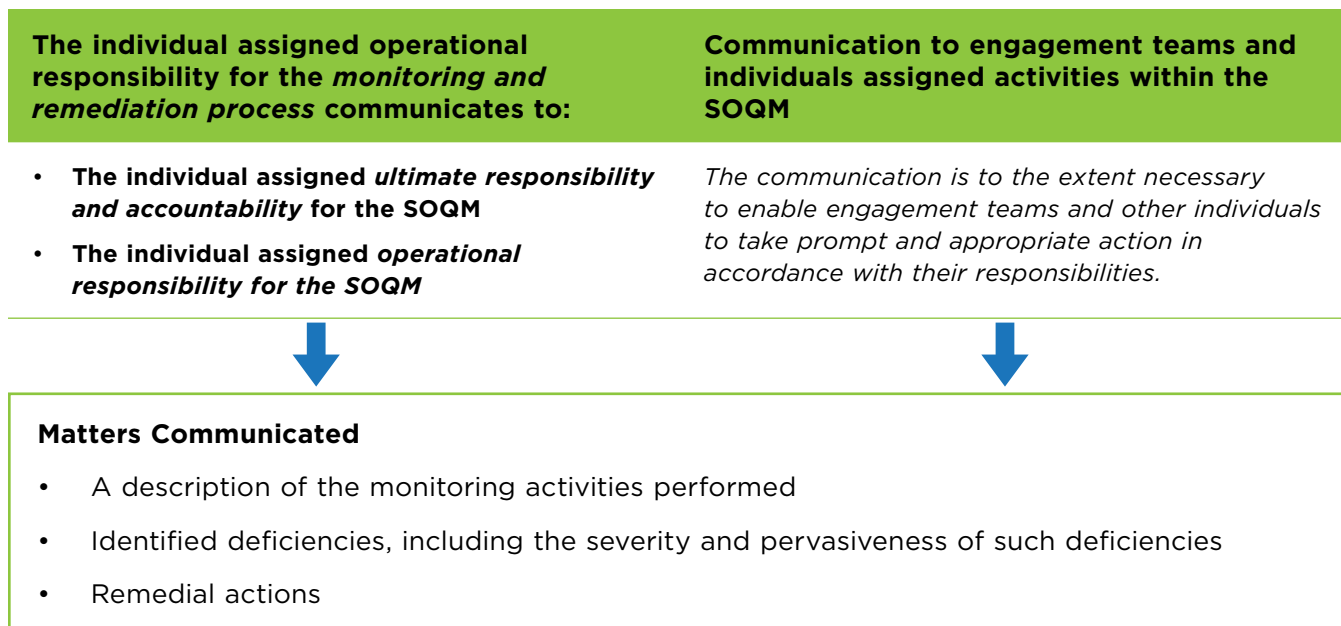 The individual assigned operational
responsibility for the monitoring and
remediation process communicates to:
Communication to engagement teams and
individuals assigned activities within the
SOQM
• The individual assigned ultimate responsibility
and accountability for the SOQM
• The individual assigned operational
responsibility for the SOQM
The communication is to the extent necessary
to enable engagement teams and other individuals
to take prompt and appropriate action in
accordance with their responsibilities.
Matters Communicated
• A description of the monitoring activities performed
• Identified deficiencies, including the severity and pervasiveness of such deficiencies
• Remedial actions